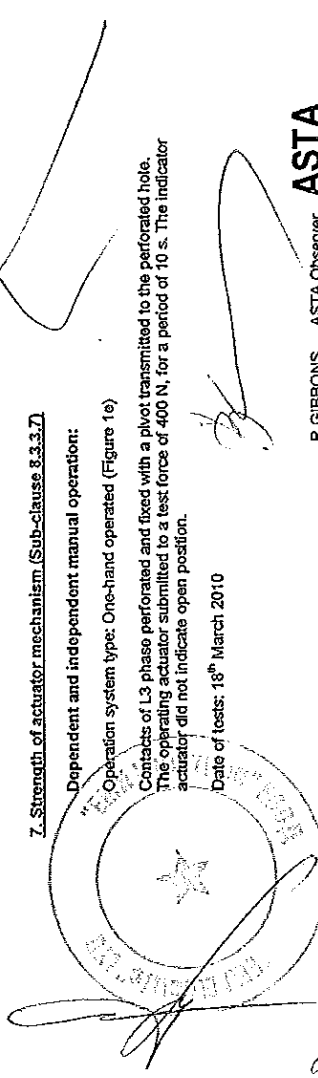 7. Strength of actuator mechanism (Sub-clause 8.3.3.7)
Dependent and independent manual operation:
Operation system type: One-hand operated (Figure 1e)
Contacts of L3 phase perforated and fixed with a pivot transmitted to the perforated hole.
The operating actuator submitted to a test force of 400 N, for a period of 10 s. The indicator
actuator did not indicate open position.
Date of tests: 18th March 2010
P GIBBONS ASTA Observer ASTA